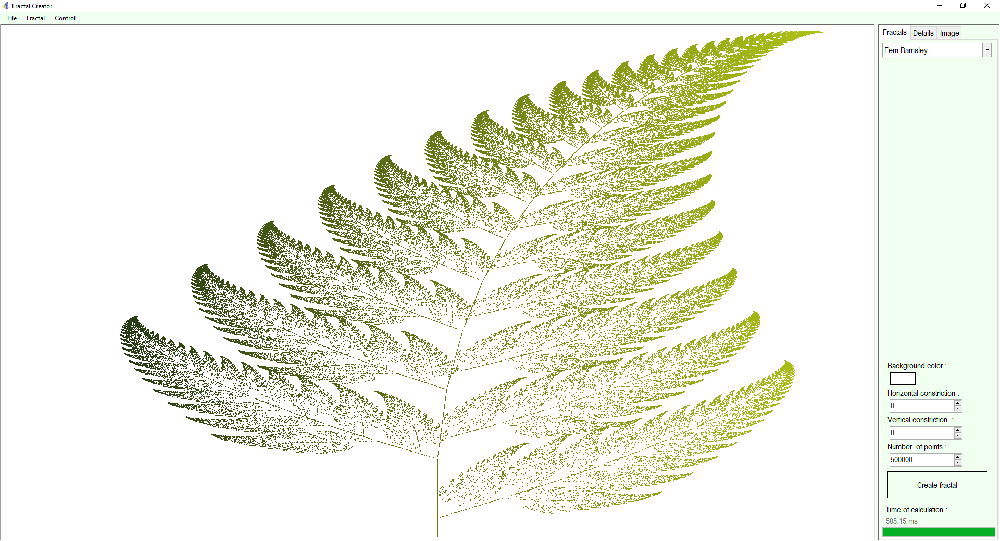 Fractal Creator
File Fractal Control
Fractals Details Image
Fern Barnsley
Background color :
Horizontal constriction :
0
Vertical constriction :
0
Number of points :
500000
Create fractal
Time of calculation :
585.15 ms